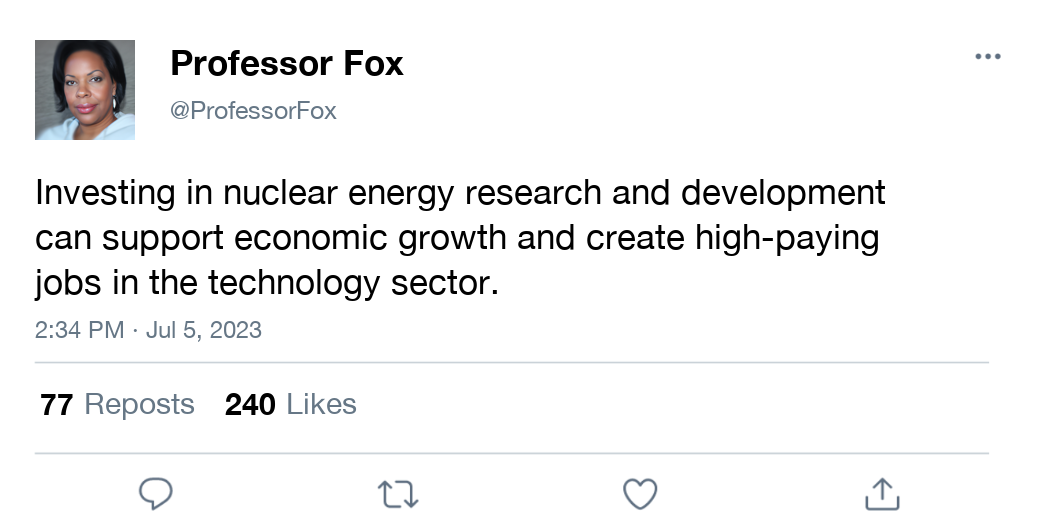 Professor Fox
@ProfessorFox
Investing in nuclear energy research and development
can support economic growth and create high-paying
jobs in the technology sector.
2:34 PM · Jul 5, 2023
77 Reposts 240 Likes